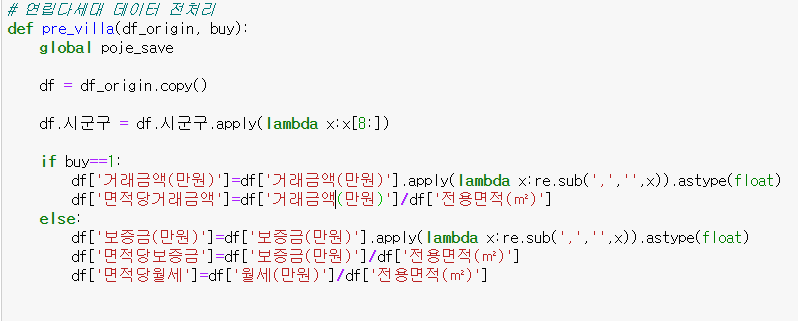 # 연립다세대 데이터 전처리
def pre_villa(df_origin, buy):
    global poje_save
    df = df_origin.copy()
    df.시군구 = df.시군구.apply(lambda x:x[8:])
    if buy==1:
        df['거래금액(만원)']=df['거래금액(만원)'].apply(lambda x:re.sub(',','',x)).astype(float)
        df['면적당거래금액']=df['거래금액(만원)']/df['전용면적(㎡)']
    else:
        df['보증금(만원)']=df['보증금(만원)'].apply(lambda x:re.sub(',','',x)).astype(float)
        df['면적당보증금']=df['보증금(만원)']/df['전용면적(㎡)']
        df['면적당월세']=df['월세(만원)']/df['전용면적(㎡)']